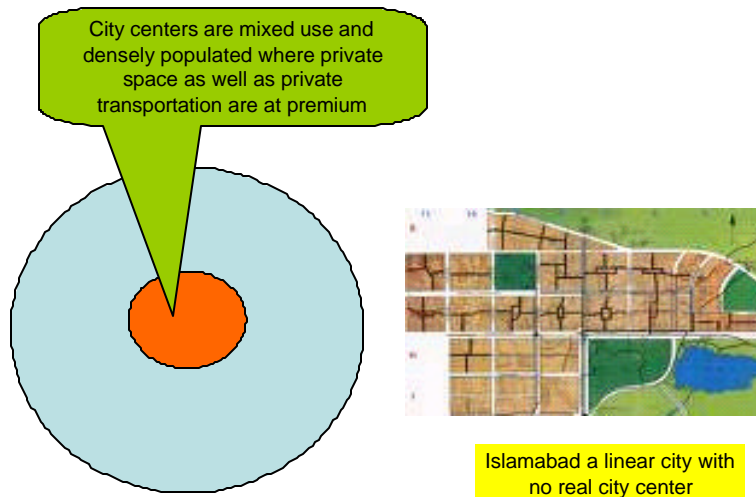 City centers are mixed use and
densely populated where private
space as well as private
transportation are at premium
Islamabad a linear city with
no real city center